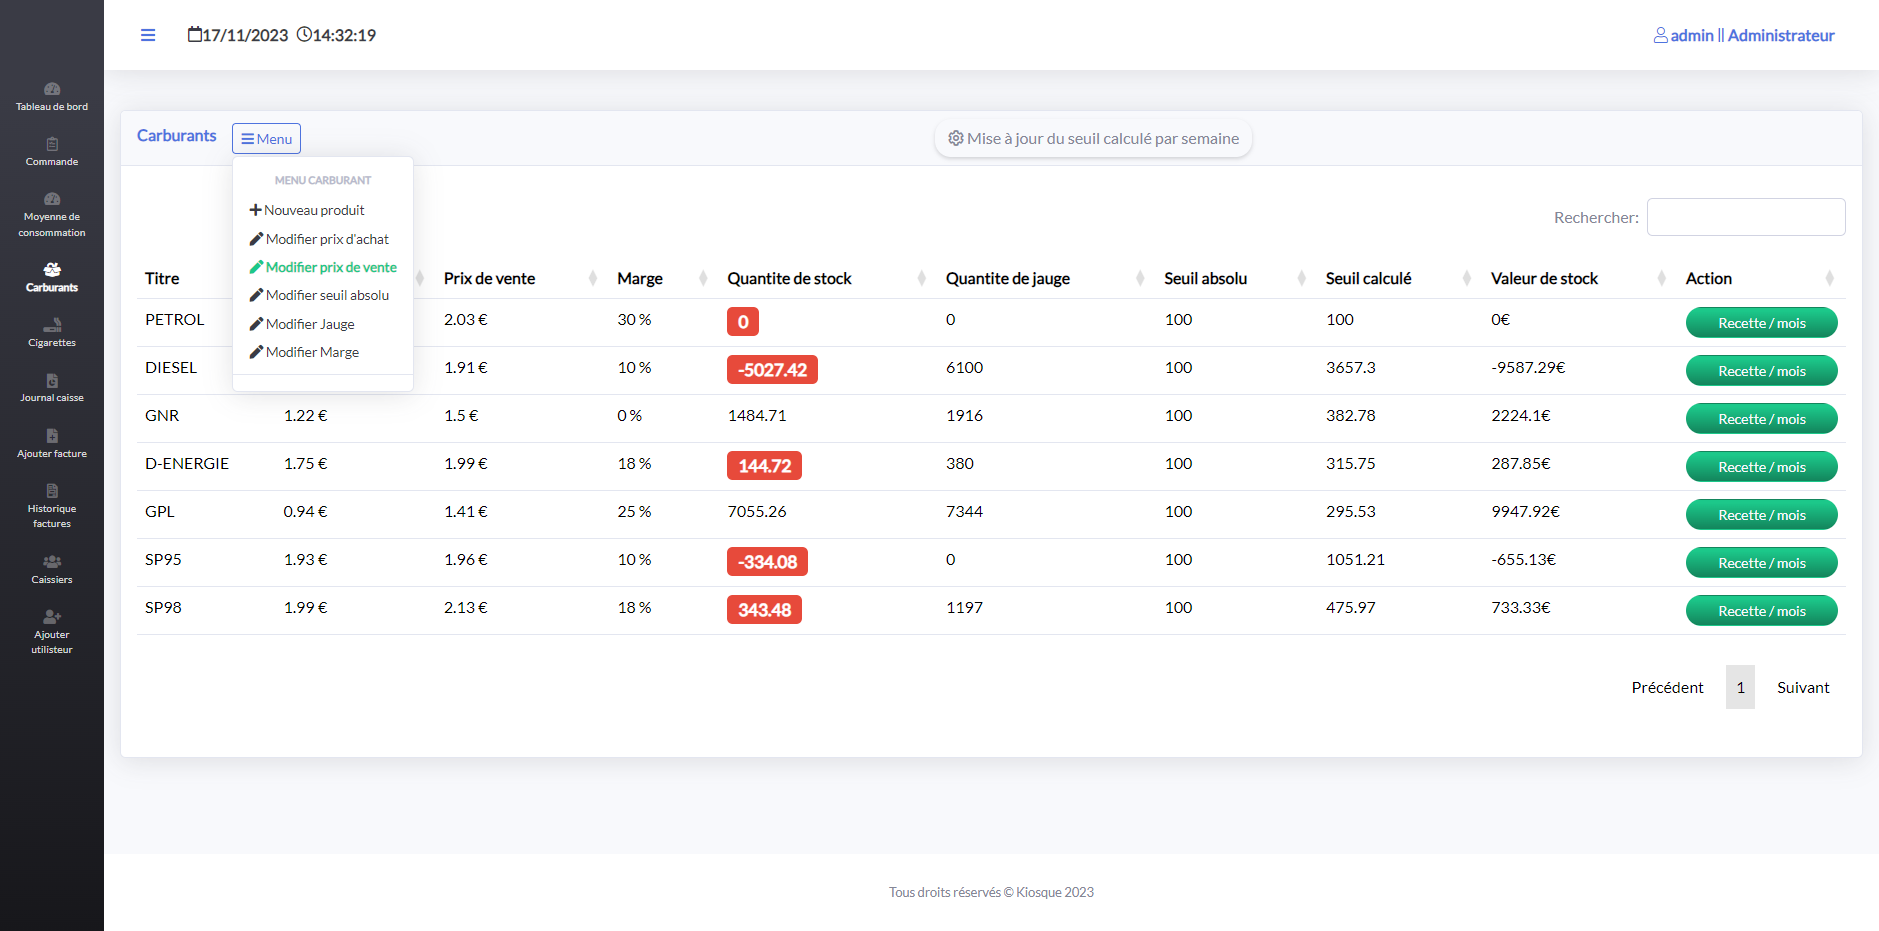 17/11/2023 14:32:19
admin || Administrateur
Tableau de bord
Commande
Moyenne de
consommation
Carburants
Cigarettes
Journal caisse
Ajouter facture
Historique
factures
Caissiers
Ajouter
utilisteur
Carburants
Menu
Mise à jour du seuil calculé par semaine
MENU CARBURANT
Nouveau produit
Modifier prix d'achat
Modifier prix de vente
Modifier seuil absolu
Modifier Jauge
Modifier Marge
Rechercher:
Titre Prix de vente Marge Quantite de stock Quantite de jauge Seuil absolu Seuil calculé Valeur de stock Action
PETROL 2.03 € 30 % 0 0 100 100 0€ Recette / mois
DIESEL 1.91 € 10 % -5027.42 6100 100 3657.3 -9587.29€ Recette / mois
GNR 1.22 € 1.5 € 0 % 1484.71 1916 100 382.78 2224.1€ Recette / mois
D-ENERGIE 1.75 € 1.99 € 18 % 144.72 380 100 315.75 287.85€ Recette / mois
GPL 0.94 € 1.41 € 25 % 7055.26 7344 100 295.53 9947.92€ Recette / mois
SP95 1.93 € 1.96 € 10 % -334.08 0 100 1051.21 -655.13€ Recette / mois
SP98 1.99 € 2.13 € 18 % 343.48 1197 100 475.97 733.33€ Recette / mois
Précédent 1 Suivant
Tous droits réservés © Kiosque 2023